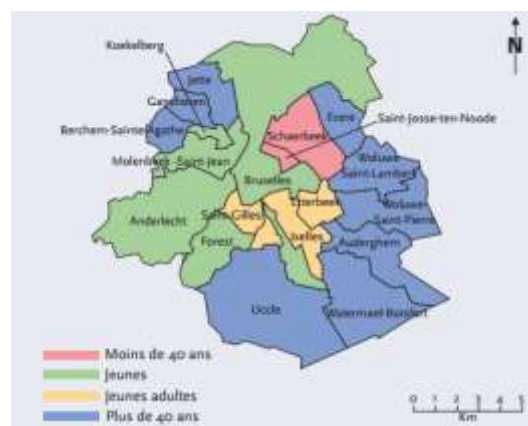 Koekelberg
N
Jette
Ganshoren
Evere
Saint-Josse-ten-Noode
Berchem-Sainte-Agathe
Schaerbeek
Molenbeek-Saint-Jean
Woluwe
Saint-Lambert
Bruxelles
Etterbeek
Woluwe
Saint-Pierre
Anderlecht
Saint-Gilles
Ixelles
Auderghem
Forest
Uccle
Watermael-Boitsfort
Moins de 40 ans
Jeunes
Jeunes adultes
Plus de 40 ans
0 1 2 3 4 5
Km